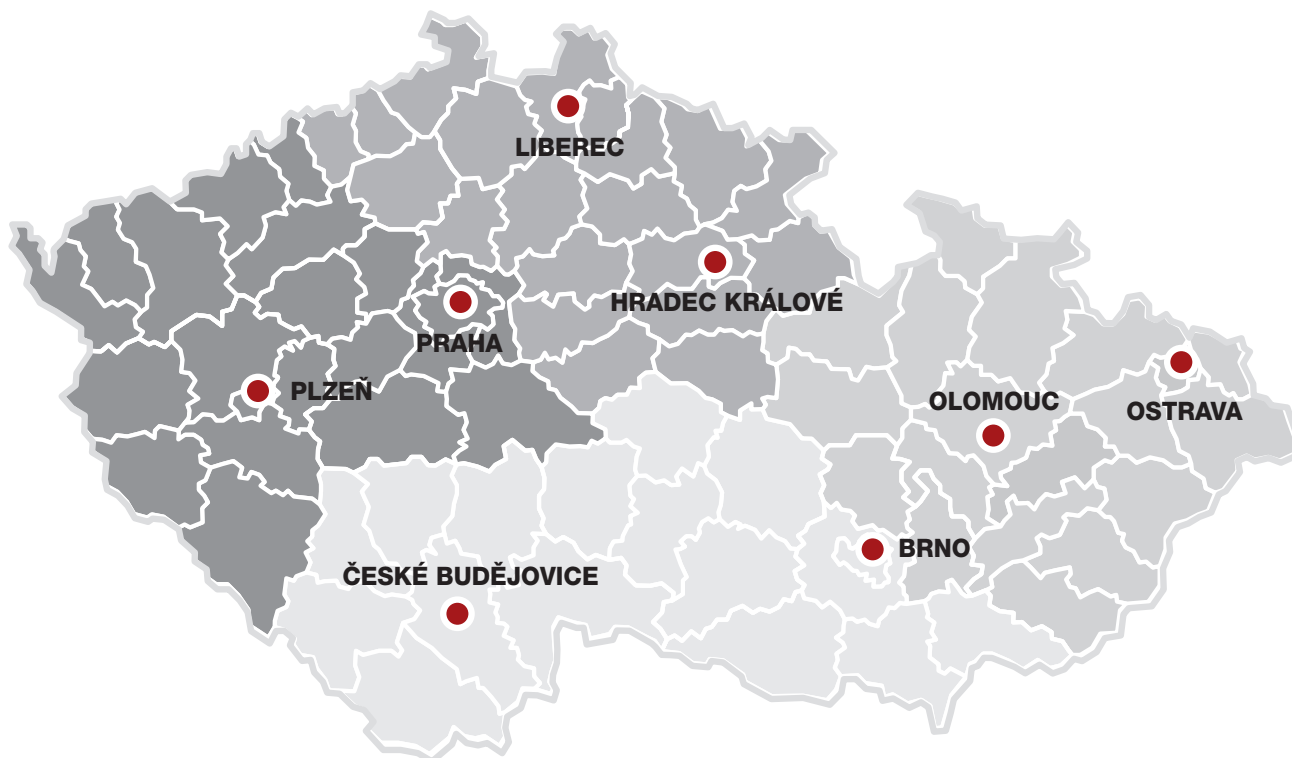 LIBEREC
HRADEC KRÁLOVÉ
PRAHA
PLZEŇ
OLOMOUC
OSTRAVA
BRNO
ČESKÉ BUDĚJOVICE